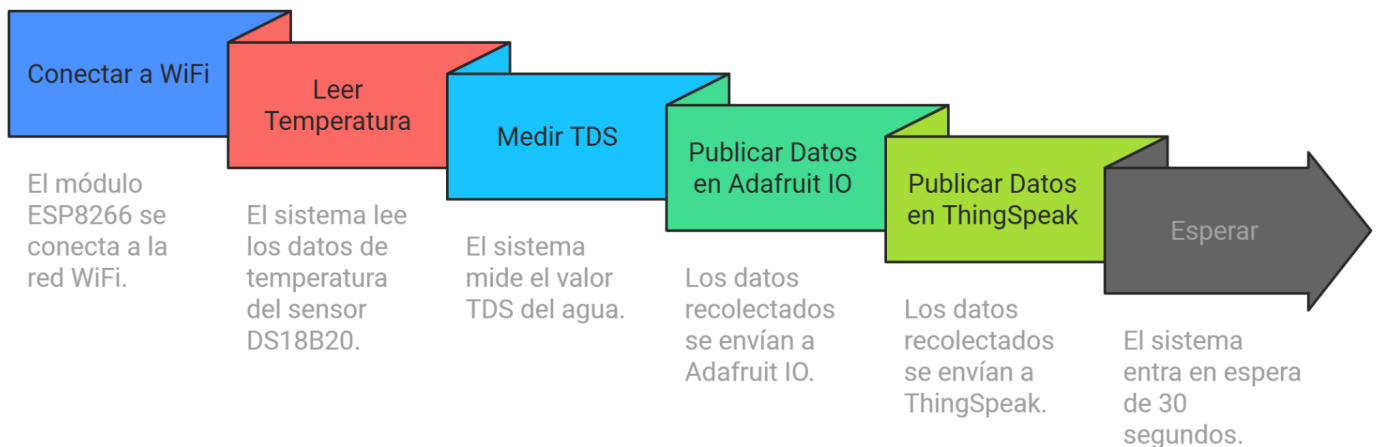 Conectar a WiFi
El módulo
ESP8266 se
conecta a la
red WiFi.
Leer
Temperatura
El sistema lee
los datos de
temperatura
del sensor
DS18B20.
Medir TDS
El sistema
mide el valor
TDS del agua.
Publicar Datos
en Adafruit IO
Los datos
recolectados
se envían a
Adafruit IO.
Publicar Datos
en ThingSpeak
Los datos
recolectados
se envían a
ThingSpeak.
Esperar
El sistema
entra en espera
de 30
segundos.